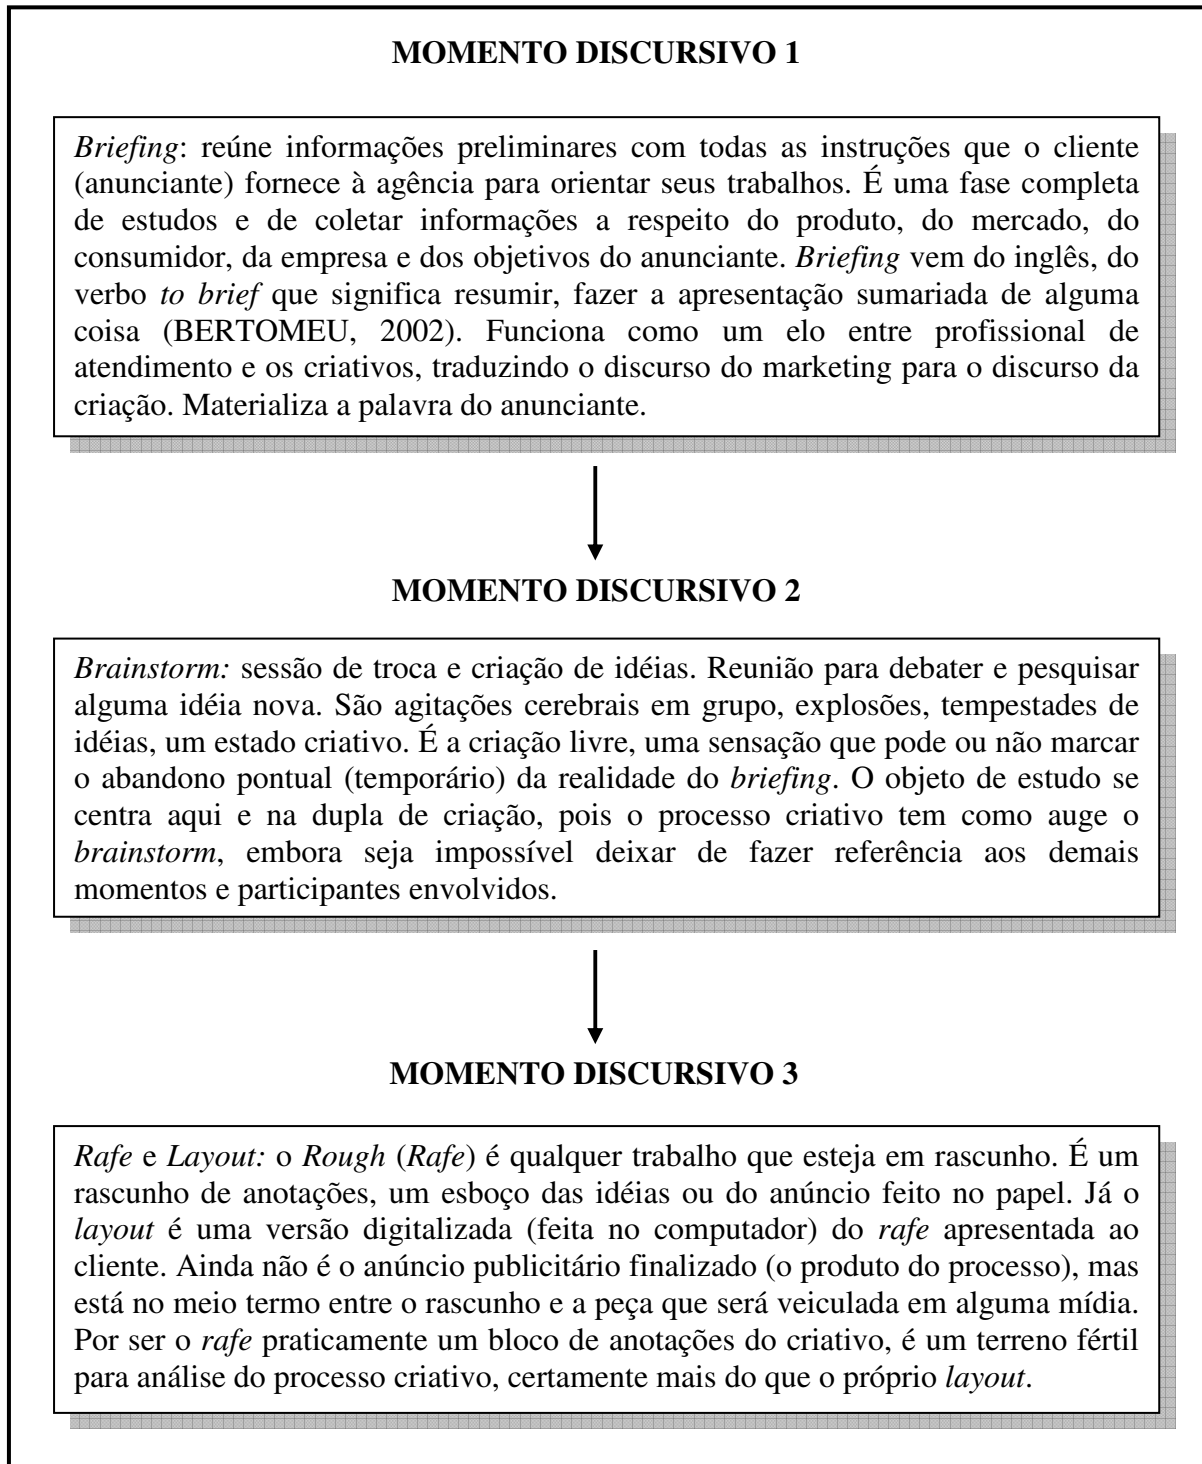 MOMENTO DISCURSIVO 1
Briefing: reúne informações preliminares com todas as instruções que o cliente
(anunciante) fornece à agência para orientar seus trabalhos. É uma fase completa
de estudos e de coletar informações a respeito do produto, do mercado, do
consumidor, da empresa e dos objetivos do anunciante. Briefing vem do inglês, do
verbo to brief que significa resumir, fazer a apresentação sumariada de alguma
coisa (BERTOMEU, 2002). Funciona como um elo entre profissional de
atendimento e os criativos, traduzindo o discurso do marketing para o discurso da
criação. Materializa a palavra do anunciante.
MOMENTO DISCURSIVO 2
Brainstorm: sessão de troca e criação de idéias. Reunião para debater e pesquisar
alguma idéia nova. São agitações cerebrais em grupo, explosões, tempestades de
idéias, um estado criativo. É a criação livre, uma sensação que pode ou não marcar
o abandono pontual (temporário) da realidade do briefing. O objeto de estudo se
centra aqui e na dupla de criação, pois o processo criativo tem como auge o
brainstorm, embora seja impossível deixar de fazer referência aos demais
momentos e participantes envolvidos.
MOMENTO DISCURSIVO 3
Rafe e Layout: o Rough (Rafe) é qualquer trabalho que esteja em rascunho. É um
rascunho de anotações, um esboço das idéias ou do anúncio feito no papel. Já o
layout é uma versão digitalizada (feita no computador) do rafe apresentada ao
cliente. Ainda não é o anúncio publicitário finalizado (o produto do processo), mas
está no meio termo entre o rascunho e a peça que será veiculada em alguma mídia.
Por ser o rafe praticamente um bloco de anotações do criativo, é um terreno fértil
para análise do processo criativo, certamente mais do que o próprio layout.